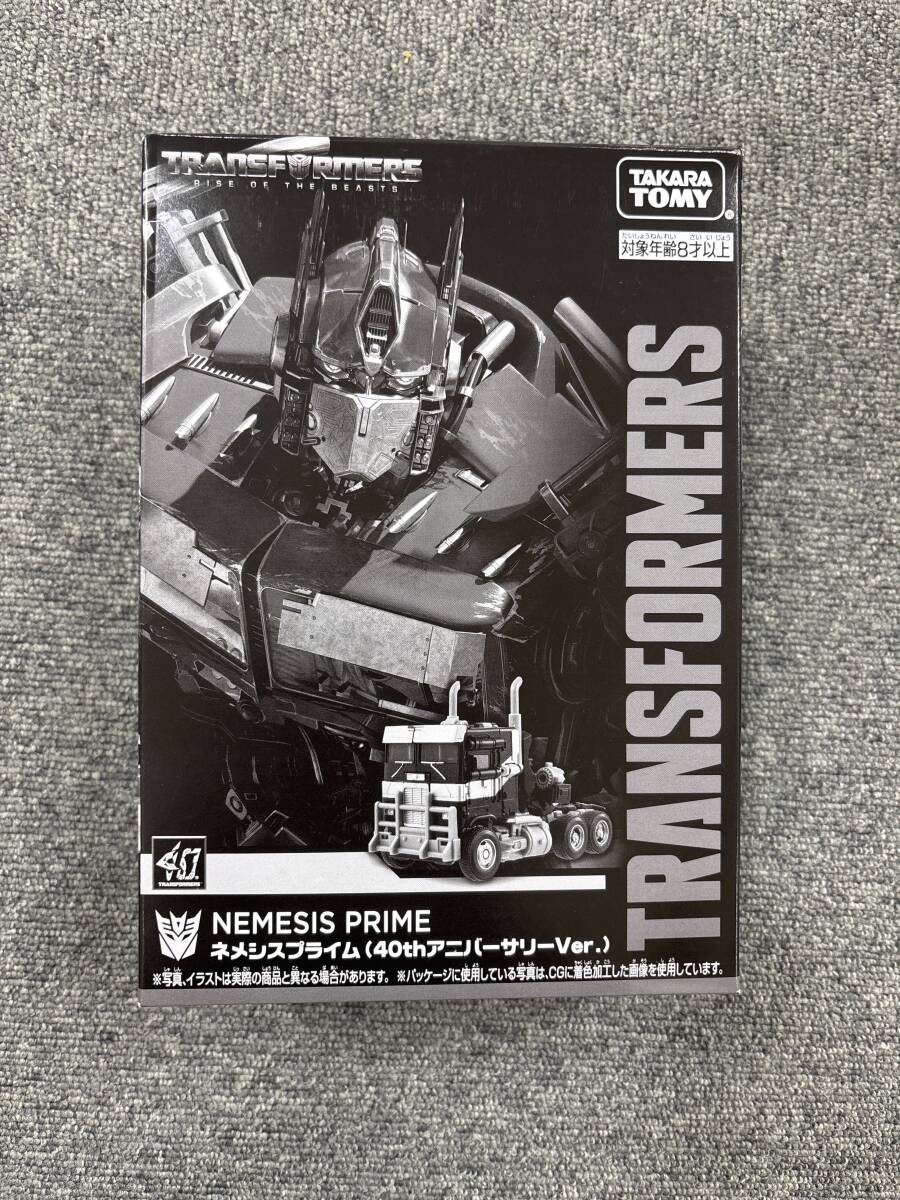 TRANSFORMERS
RISE OF THE BEASTS
TAKARA
TOMY
®
たいしょうねんれい さい いじょう
対象年齢8才以上
TRANSFORMERS
TRANSFORMERS
NEMESIS PRIME
ネメシスプライム(40thアニバーサリーVer.)
※写真、イラストは実際の商品と異なる場合があります。 ※パッケージに使用している写真は、CGに着色加工した画像を使用しています。